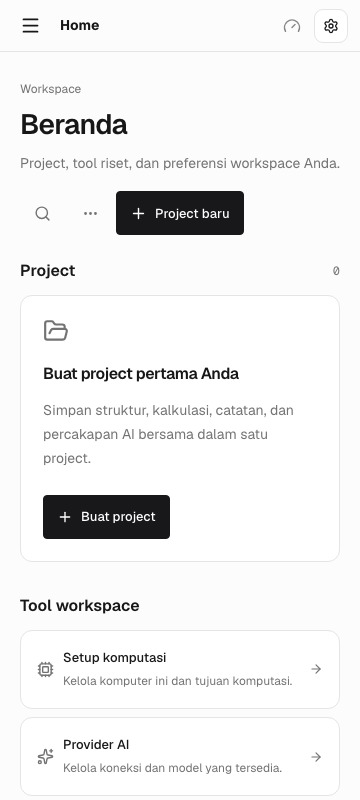 Home
Workspace
Beranda
Project, tool riset, dan preferensi workspace Anda.
Project baru
Project
0
Buat project pertama Anda
Simpan struktur, kalkulasi, catatan, dan
percakapan AI bersama dalam satu
project.
Buat project
Tool workspace
Setup komputasi
Kelola komputer ini dan tujuan komputasi.
Provider AI
Kelola koneksi dan model yang tersedia.